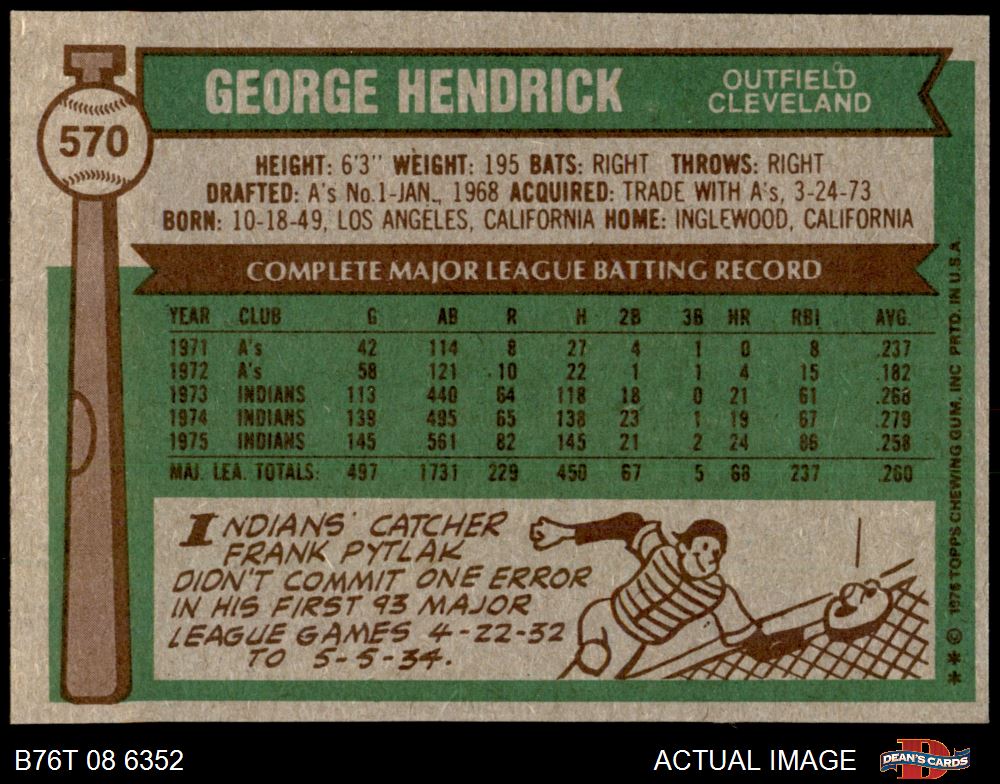 570
GEORGE HENDRICK
OUTFIELD
CLEVELAND
HEIGHT: 6'3" WEIGHT: 195 BATS: RIGHT THROWS: RIGHT
DRAFTED: A's No.1-JAN., 1968 ACQUIRED: TRADE WITH A's, 3-24-73
BORN: 10-18-49, LOS ANGELES, CALIFORNIA HOME: INGLEWOOD, CALIFORNIA
COMPLETE MAJOR LEAGUE BATTING RECORD
YEAR CLUB G AB R H 2B 3B HR RBI AVG.
1971 A's 42 114 8 27 4 1 0 8 .237
1972 A's 58 121 10 22 1 1 4 15 .182
1973 INDIANS 113 440 64 118 18 0 21 61 .268
1974 INDIANS 139 495 65 138 23 1 19 67 .279
1975 INDIANS 145 561 82 145 21 2 24 86 .258
MAJ. LEA. TOTALS: 497 1731 229 450 67 5 68 237 .260
INDIANS' CATCHER
FRANK PYTLAK
DIDN'T COMMIT ONE ERROR
IN HIS FIRST 93 MAJOR
LEAGUE GAMES 4-22-32
TO 5-5-34.
** © 1976 TOPPS CHEWING GUM, INC PRTD. IN U.S.A.
B76T 08 6352
ACTUAL IMAGE
D
DEAN'S CARDS